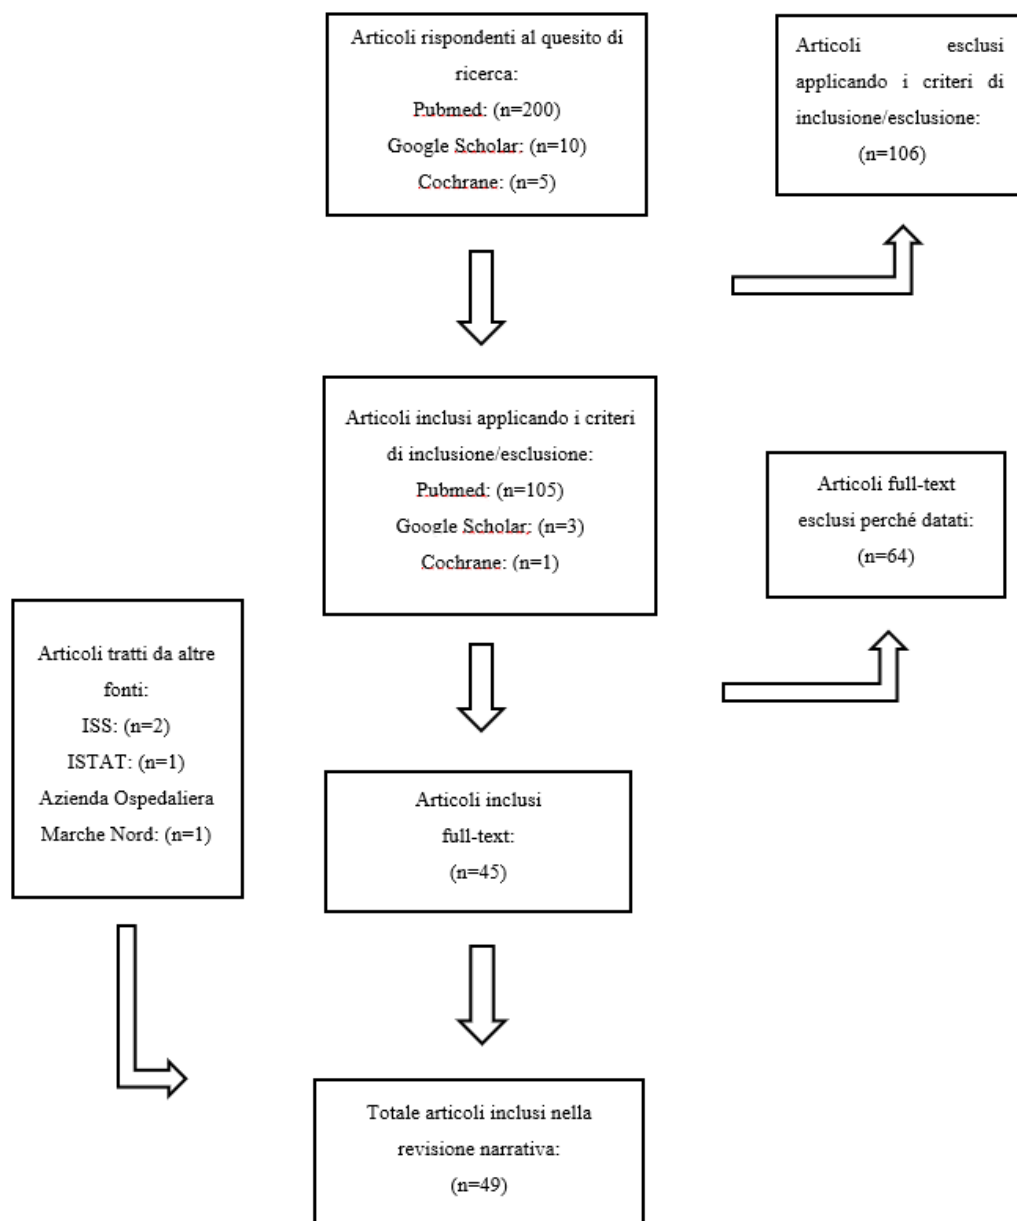 Articoli rispondenti al quesito di
ricerca:
Pubmed: (n=200)
Google Scholar: (n=10)
Cochrane: (n=5)
Articoli esclusi
applicando i criteri di
inclusione/esclusione:
(n=106)
Articoli inclusi applicando i criteri
di inclusione/esclusione:
Pubmed: (n=105)
Google Scholar: (n=3)
Cochrane: (n=1)
Articoli full-text
esclusi perché datati:
(n=64)
Articoli tratti da altre
fonti:
ISS: (n=2)
ISTAT: (n=1)
Azienda Ospedaliera
Marche Nord: (n=1)
Articoli inclusi
full-text:
(n=45)
Totale articoli inclusi nella
revisione narrativa:
(n=49)